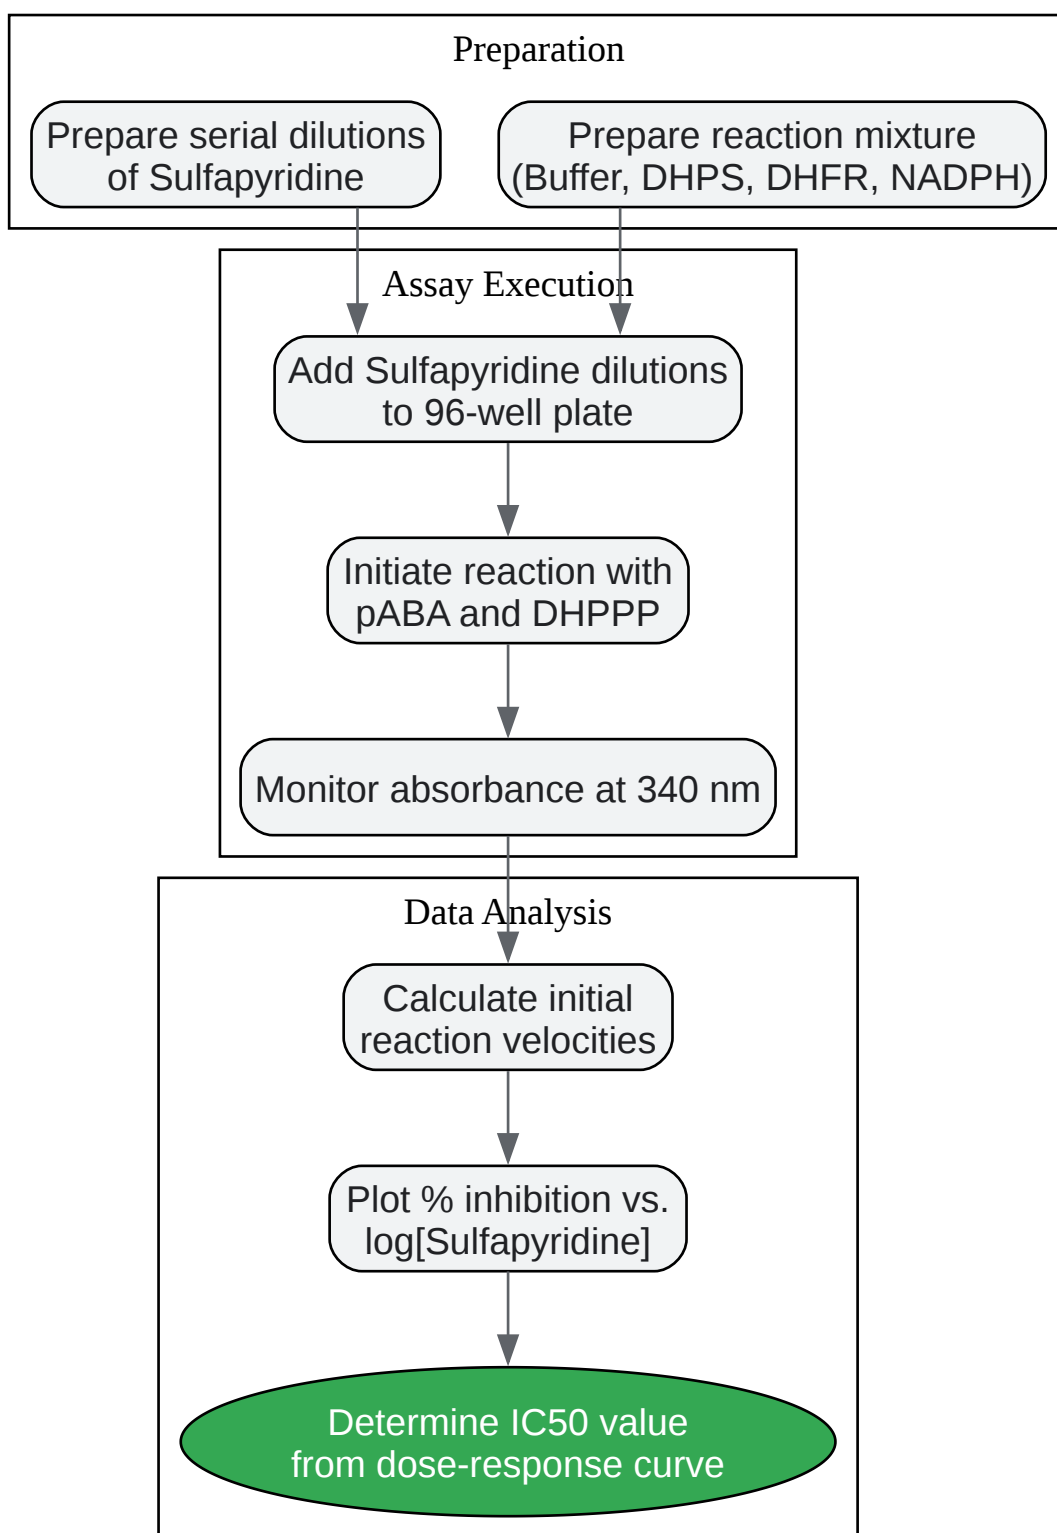 Preparation
Prepare serial dilutions
of Sulfapyridine
Prepare reaction mixture
(Buffer, DHPS, DHFR, NADPH)
Assay Execution
Add Sulfapyridine dilutions
to 96-well plate
Initiate reaction with
pABA and DHPPP
Monitor absorbance at 340 nm
Data Analysis
Calculate initial
reaction velocities
Plot % inhibition vs.
log[Sulfapyridine]
Determine IC50 value
from dose-response curve